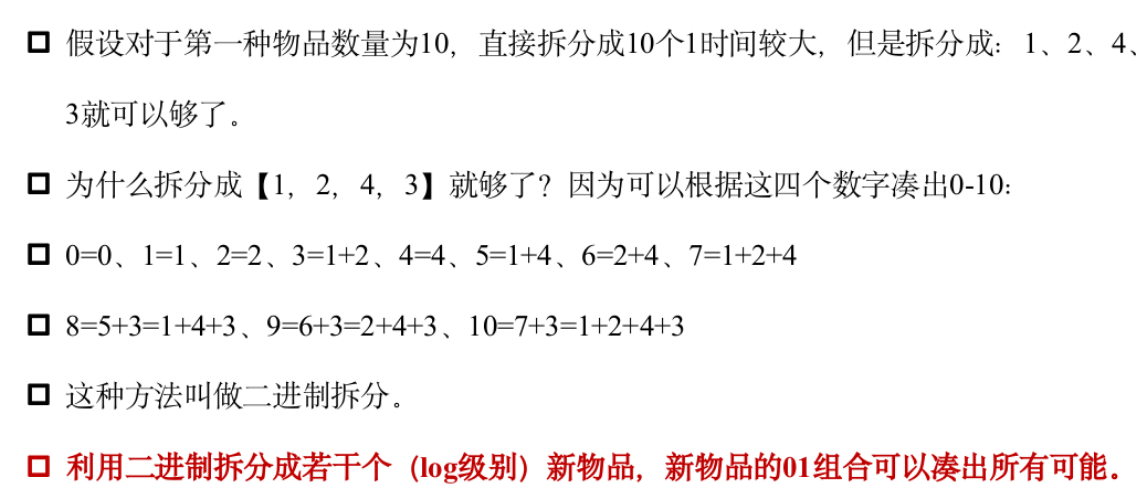 假设对于第一种物品数量为10，直接拆分成10个1时间较大，但是拆分成：1、2、4、
3就可以够了。
为什么拆分成【1，2，4，3】就够了？因为可以根据这四个数字凑出0-10：
0=0、1=1、2=2、3=1+2、4=4、5=1+4、6=2+4、7=1+2+4
8=5+3=1+4+3、9=6+3=2+4+3、10=7+3=1+2+4+3
这种方法叫做二进制拆分。
利用二进制拆分成若干个（log级别）新物品，新物品的01组合可以凑出所有可能。